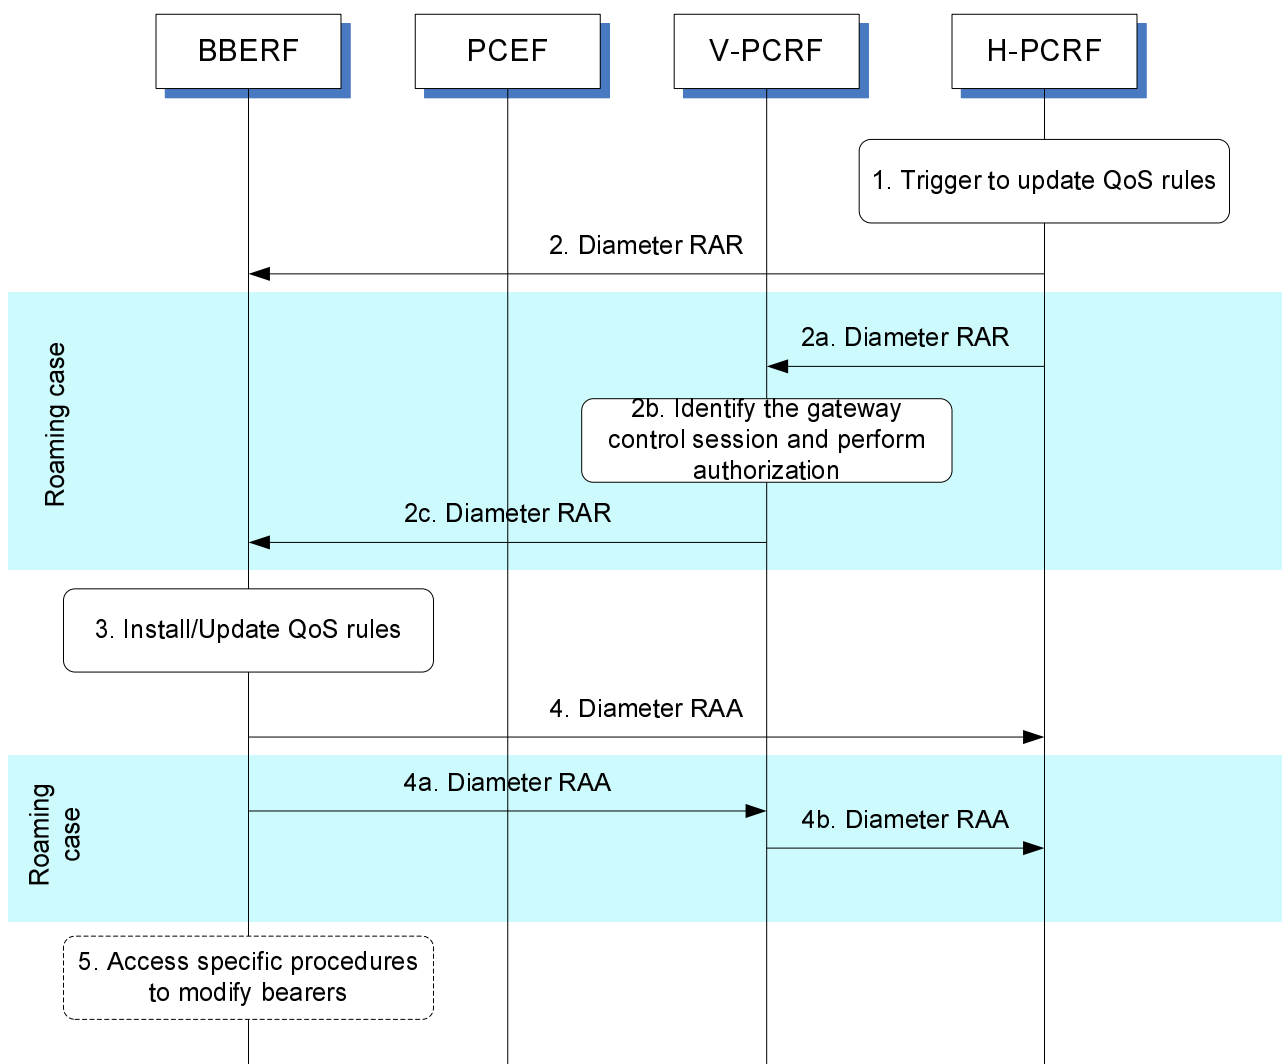 BBERF
PCEF
V-PCRF
H-PCRF
1. Trigger to update QoS rules
2. Diameter RAR
Roaming case
2a. Diameter RAR
2b. Identify the gateway
control session and perform
authorization
2c. Diameter RAR
3. Install/Update QoS rules
4. Diameter RAA
Roaming
case
4a. Diameter RAA
4b. Diameter RAA
5. Access specific procedures
to modify bearers